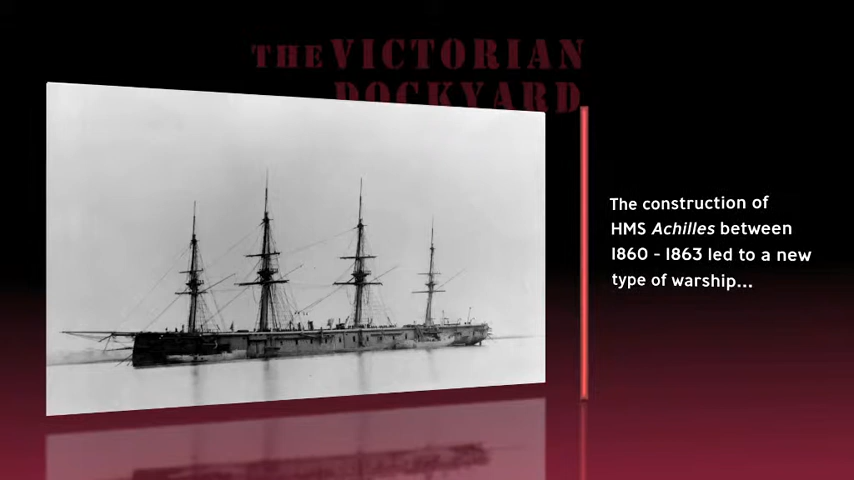 THE VICTORIAN
DOCKYARD
The construction of
HMS Achilles between
1860 - 1863 led to a new
type of warship...